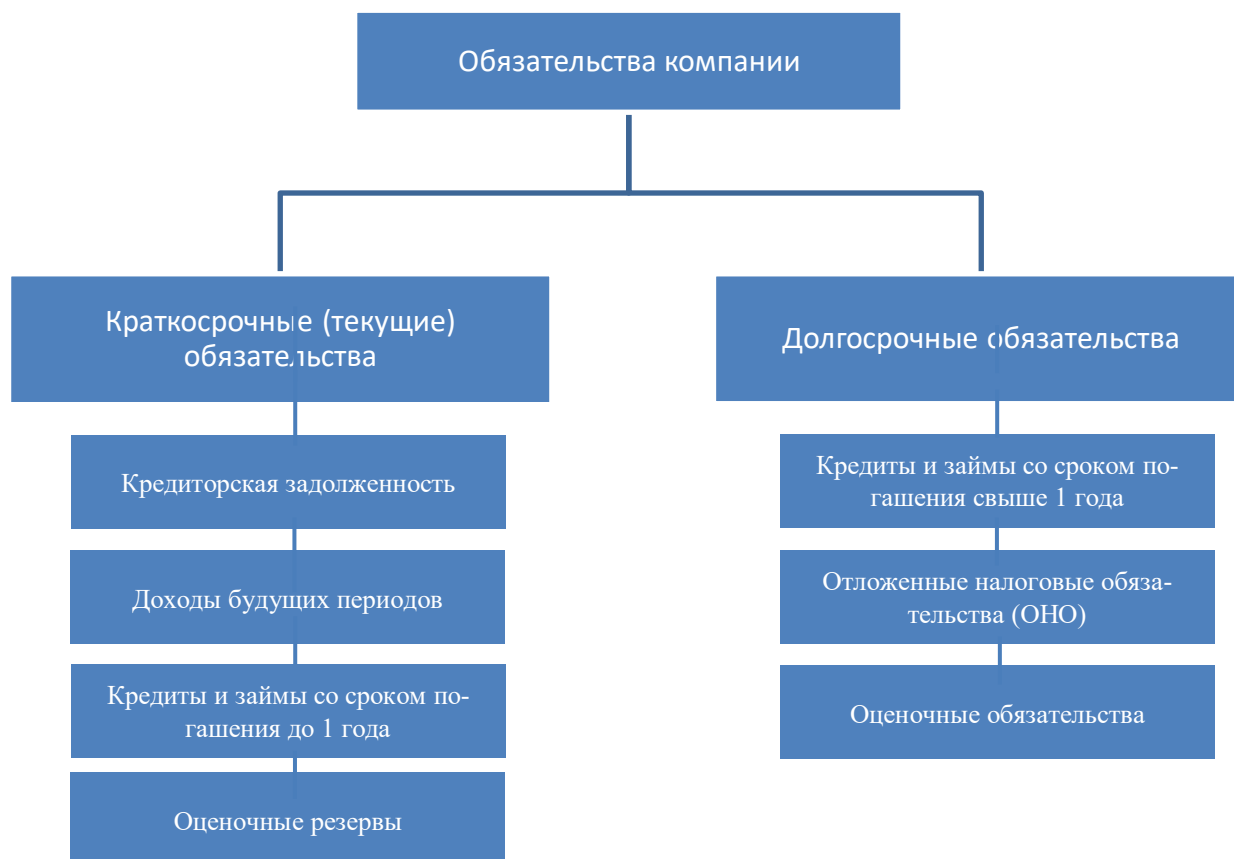 Обязательства компании
Краткосрочные (текущие)
обязательства
Кредиторская задолженность
Доходы будущих периодов
Кредиты и займы со сроком по-
гашения до 1 года
Оценочные резервы
Долгосрочные обязательства
Кредиты и займы со сроком по-
гашения свыше 1 года
Отложенные налоговые обяза-
тельства (ОНО)
Оценочные обязательства